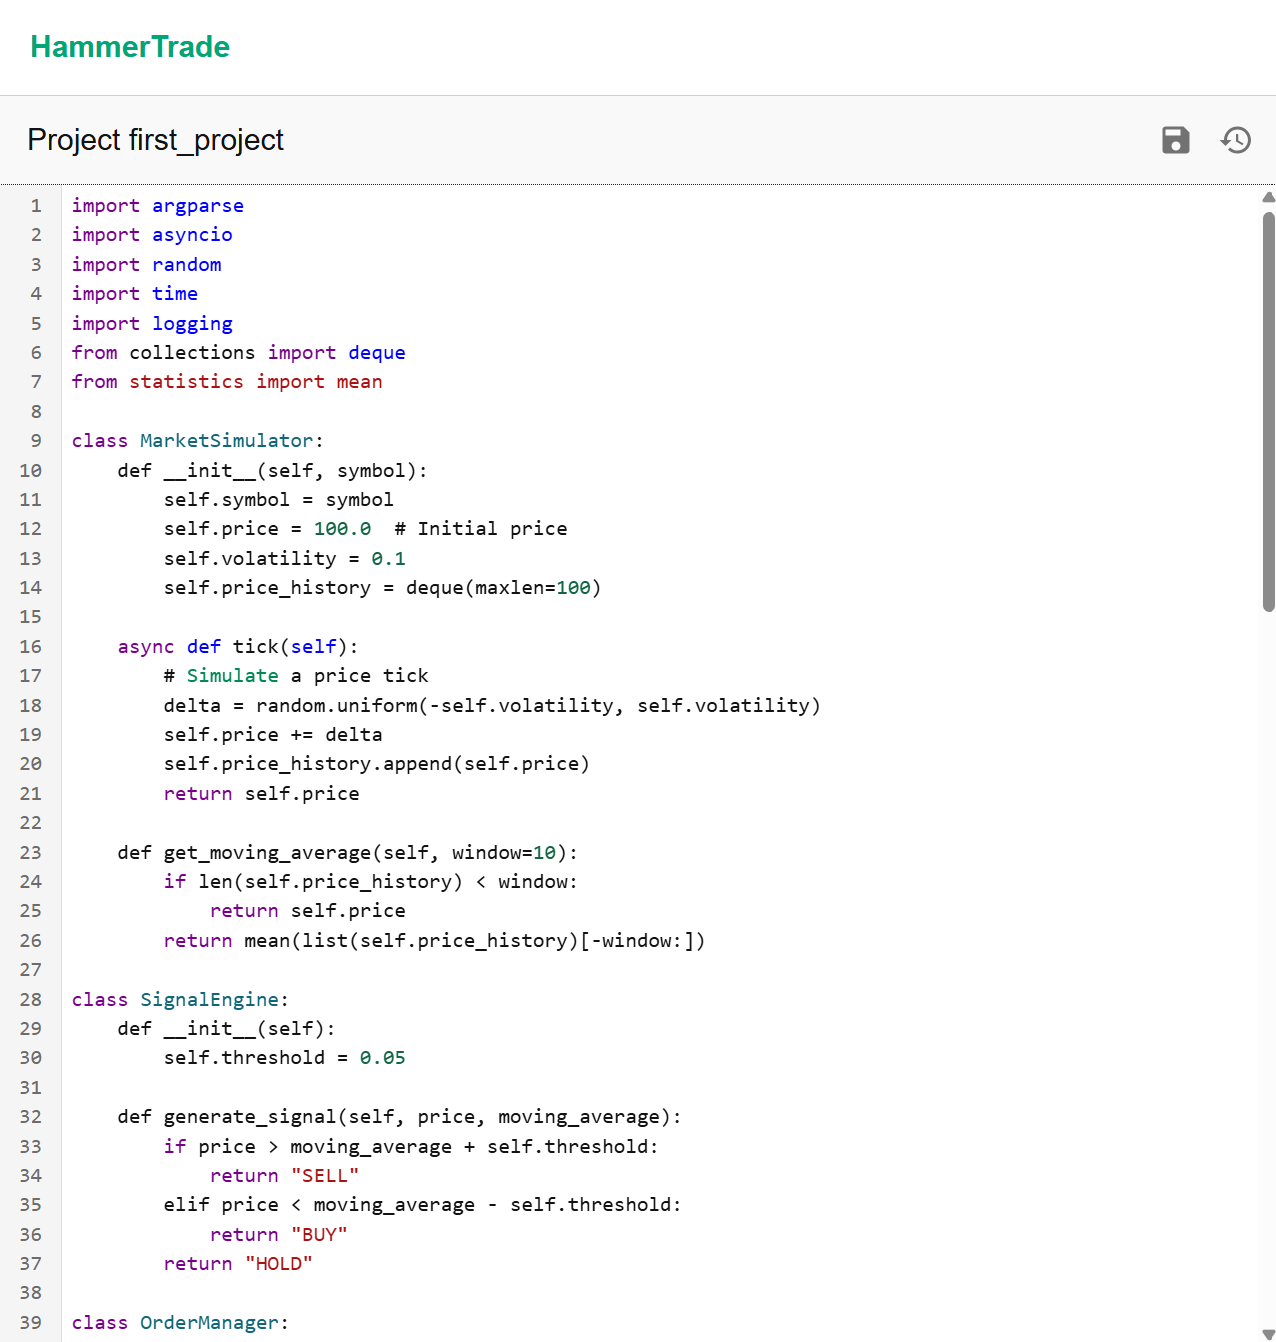 HammerTrade
Project first_project
1 import argparse
2 import asyncio
3 import random
4 import time
5 import logging
6 from collections import deque
7 from statistics import mean
8
9 class MarketSimulator:
10     def __init__(self, symbol):
11         self.symbol = symbol
12         self.price = 100.0  # Initial price
13         self.volatility = 0.1
14         self.price_history = deque(maxlen=100)
15
16     async def tick(self):
17         # Simulate a price tick
18         delta = random.uniform(-self.volatility, self.volatility)
19         self.price += delta
20         self.price_history.append(self.price)
21         return self.price
22
23     def get_moving_average(self, window=10):
24         if len(self.price_history) < window:
25             return self.price
26         return mean(list(self.price_history)[-window:])
27
28 class SignalEngine:
29     def __init__(self):
30         self.threshold = 0.05
31
32     def generate_signal(self, price, moving_average):
33         if price > moving_average + self.threshold:
34             return "SELL"
35         elif price < moving_average - self.threshold:
36             return "BUY"
37         return "HOLD"
38
39 class OrderManager: